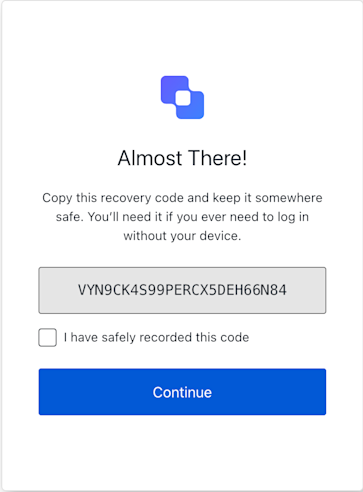 Almost There!
Copy this recovery code and keep it somewhere
safe. You’ll need it if you ever need to log in
without your device.
VYN9CK4S99PERCX5DEH66N84
I have safely recorded this code
Continue